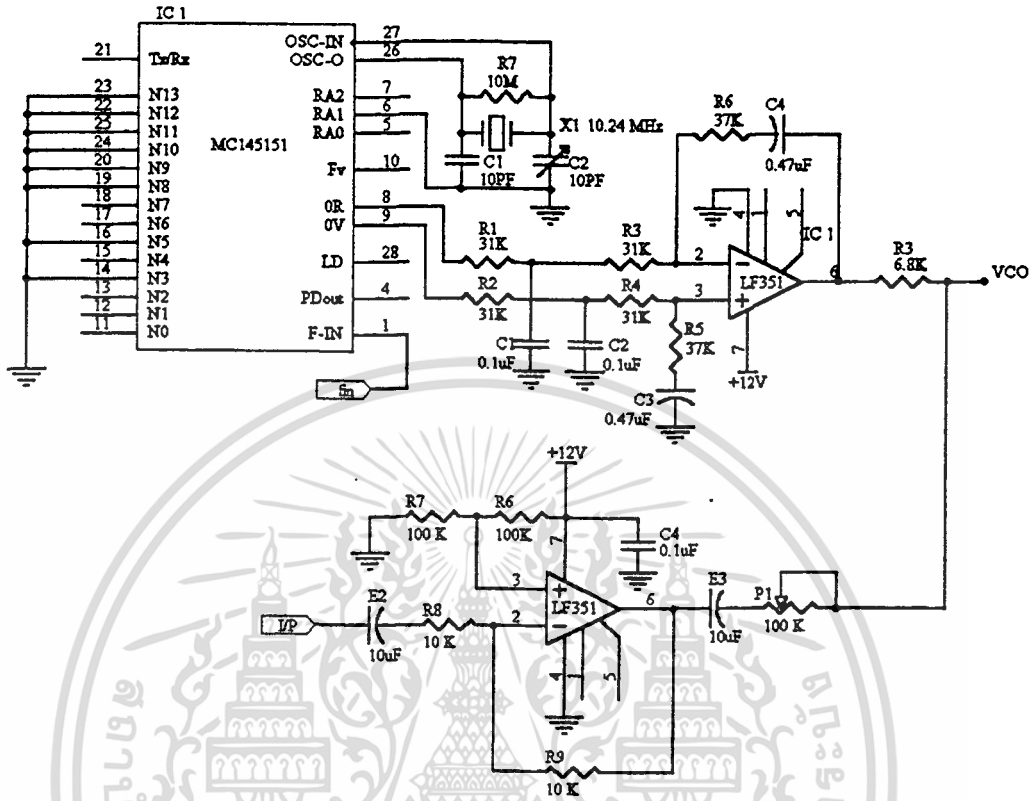 IC 1
MC145151
21 Tx/Rx
23 N13
22 N12
25 N11
24 N10
20 N9
19 N8
18 N7
17 N6
16 N5
15 N4
14 N3
13 N2
12 N1
11 N0
OSC-IN 27
OSC-O 26
RA2 7
RA1 6
RA0 5
Fv 10
0R 8
0V 9
LD 28
PDout 4
F-IN 1
fin
R7
10M
X1 10.24 MHz
C1
10PF
C2
10PF
R1
31K
R3
31K
R2
31K
R4
31K
C1
0.1uF
C2
0.1uF
R5
37K
C3
0.47uF
R6
37K
C4
0.47uF
4
1
5
IC 1
2
3
LF351
6
7
+12V
R3
6.8K
VCO
+12V
R7
100 K
R6
100K
7
C4
0.1uF
I/P
E2
10uF
R8
10 K
3
2
LF351
6
4
1
5
E3
10uF
P1
100 K
R9
10 K